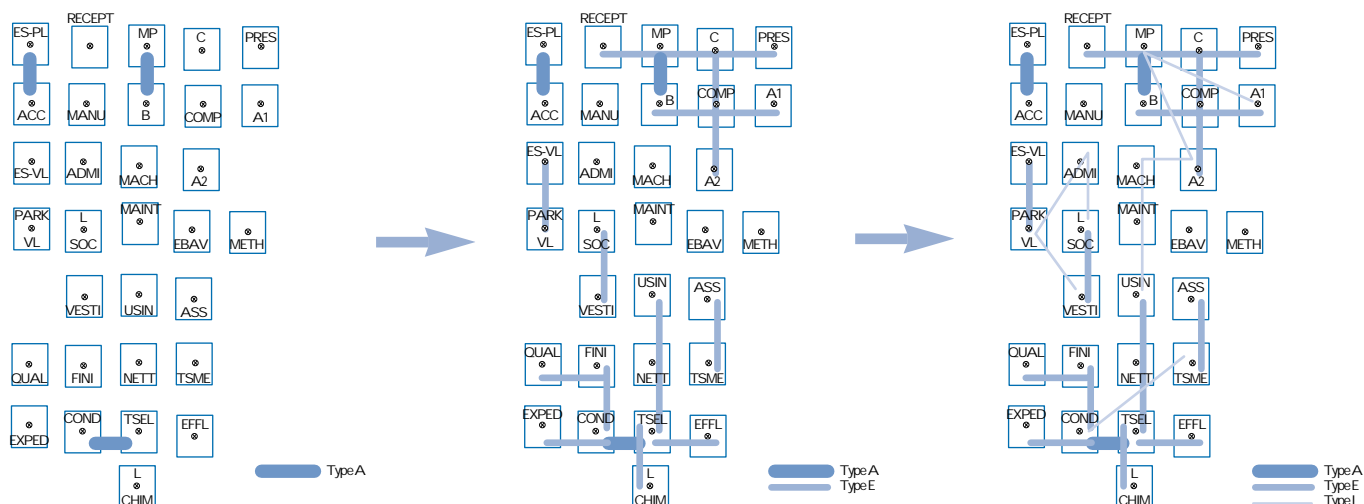 RECEPT
ES-PL MP C PRES
ACC MANU B COMP A1
ES-VL ADMI MACH A2
PARK VL L SOC MAINT EBAV METH
VESTI USIN ASS
QUAL FINI NETT TSME
EXPED COND TSEL EFFL
L CHIM
Type A
RECEPT
ES-PL MP C PRES
ACC MANU B COMP A1
ES-VL ADMI MACH A2
PARK VL L SOC MAINT EBAV METH
VESTI USIN ASS
QUAL FINI NETT TSME
EXPED COND TSEL EFFL
L CHIM
Type A
Type E
RECEPT
ES-PL MP C PRES
ACC MANU B COMP A1
ES-VL ADMI MACH A2
PARK VL L SOC MAINT EBAV METH
VESTI USIN ASS
QUAL FINI NETT TSME
EXPED COND TSEL EFFL
L CHIM
Type A
Type E
Type I